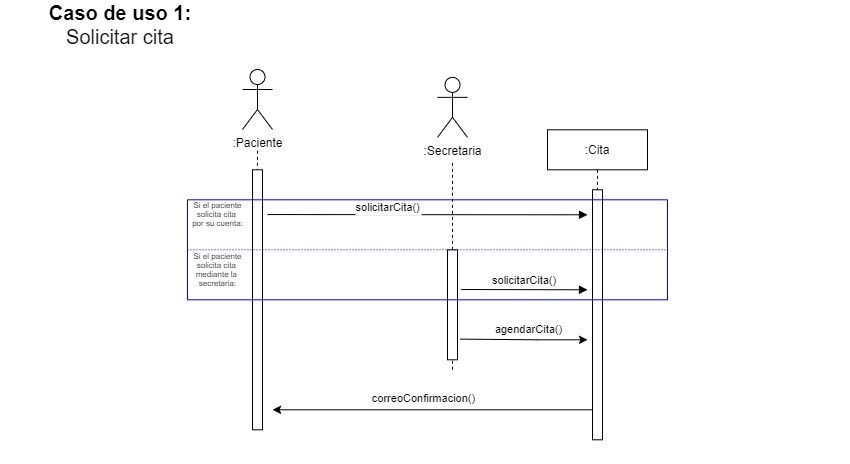 Caso de uso 1:
Solicitar cita
:Paciente
:Secretaria
:Cita
Si el paciente
solicita cita
por su cuenta:
solicitarCita()
Si el paciente
solicita cita
mediante la
secretaria:
solicitarCita()
agendarCita()
correoConfirmacion()